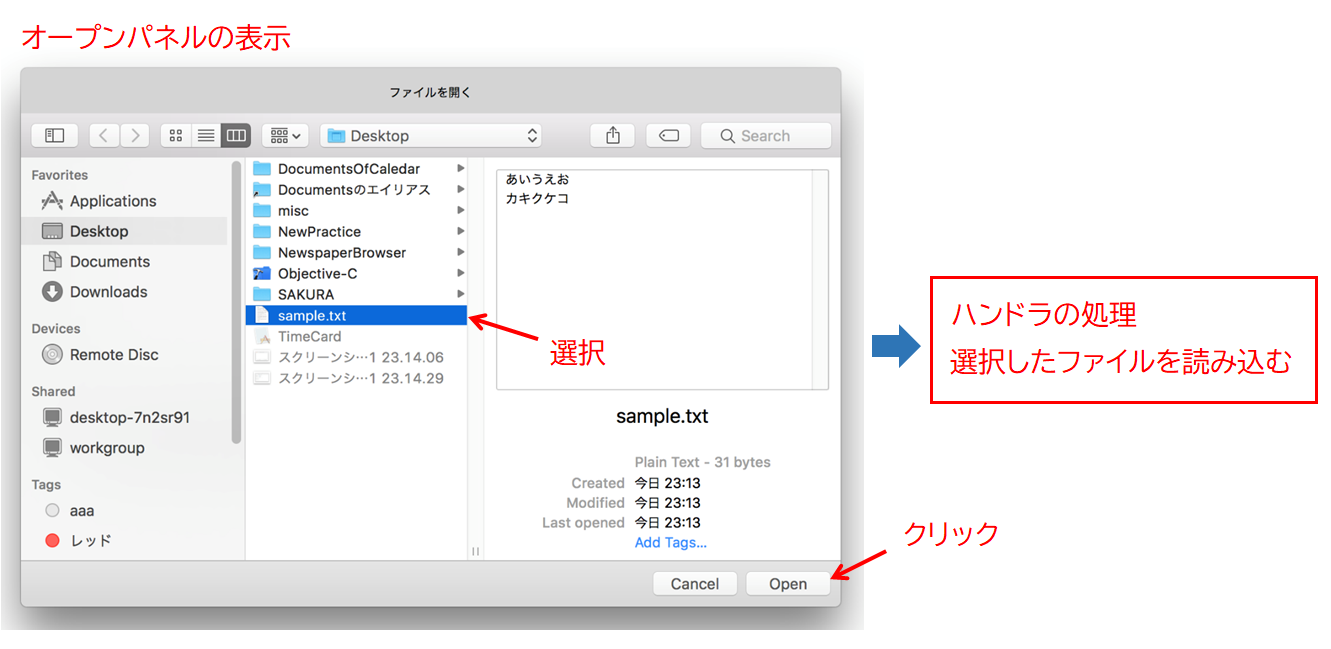 オープンパネルの表示
ファイルを開く
Desktop
Search
Favorites
Applications
Desktop
Documents
Downloads
Devices
Remote Disc
Shared
desktop-7n2sr91
workgroup
Tags
aaa
レッド
DocumentsOfCaledar
Documentsのエイリアス
misc
NewPractice
NewspaperBrowser
Objective-C
SAKURA
sample.txt
TimeCard
スクリーンシ…1 23.14.06
スクリーンシ…1 23.14.29
選択
あいうえお
カキクケコ
sample.txt
Plain Text - 31 bytes
Created 今日 23:13
Modified 今日 23:13
Last opened 今日 23:13
Add Tags...
Cancel
Open
クリック
ハンドラの処理
選択したファイルを読み込む